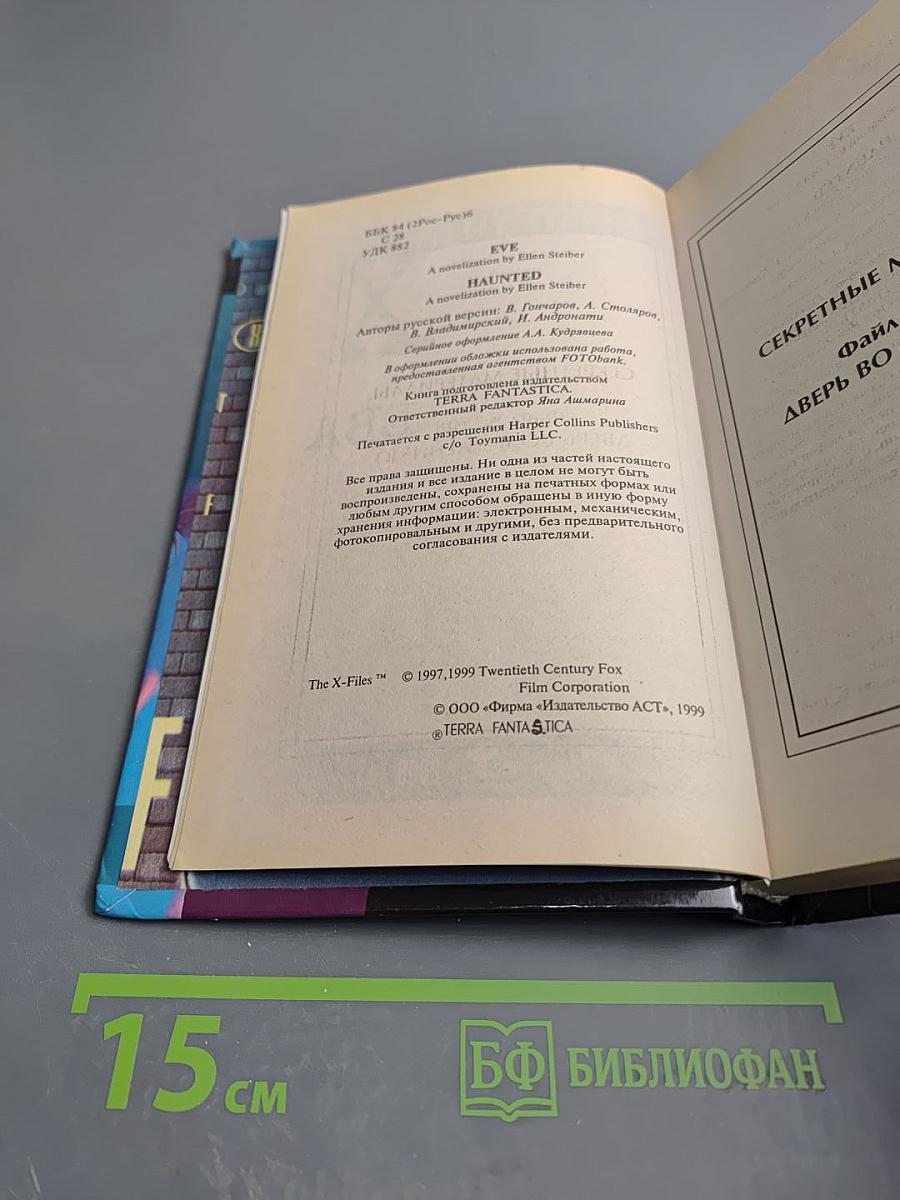 ББК 84 (2Рос-Рус)6
С 28
УДК 882
EVE
A novelization by Ellen Steiber
HAUNTED
A novelization by Ellen Steiber
Авторы русской версии: В. Гончаров, А. Столяров,
В. Владимирский, И. Андронати
Серийное оформление А.А. Кудрявцева
В оформлении обложки использована работа,
предоставленная агентством FOTObank.
Книга подготовлена издательством
TERRA FANTASTICA.
Ответственный редактор Яна Ашмарина
Печатается с разрешения Harper Collins Publishers
c/o Toymania LLC.
Все права защищены. Ни одна из частей настоящего
издания и все издание в целом не могут быть
воспроизведены, сохранены на печатных формах или
любым другим способом обращены в иную форму
хранения информации: электронным, механическим,
фотокопировальным и другими, без предварительного
согласования с издателями.
The X-Files ™ © 1997,1999 Twentieth Century Fox
Film Corporation
© ООО «Фирма «Издательство АСТ», 1999
® TERRA FANTASTICA
СЕКРЕТНЫЕ
Файл
ДВЕРЬ ВО
15 см
БФ БИБЛИОФАН